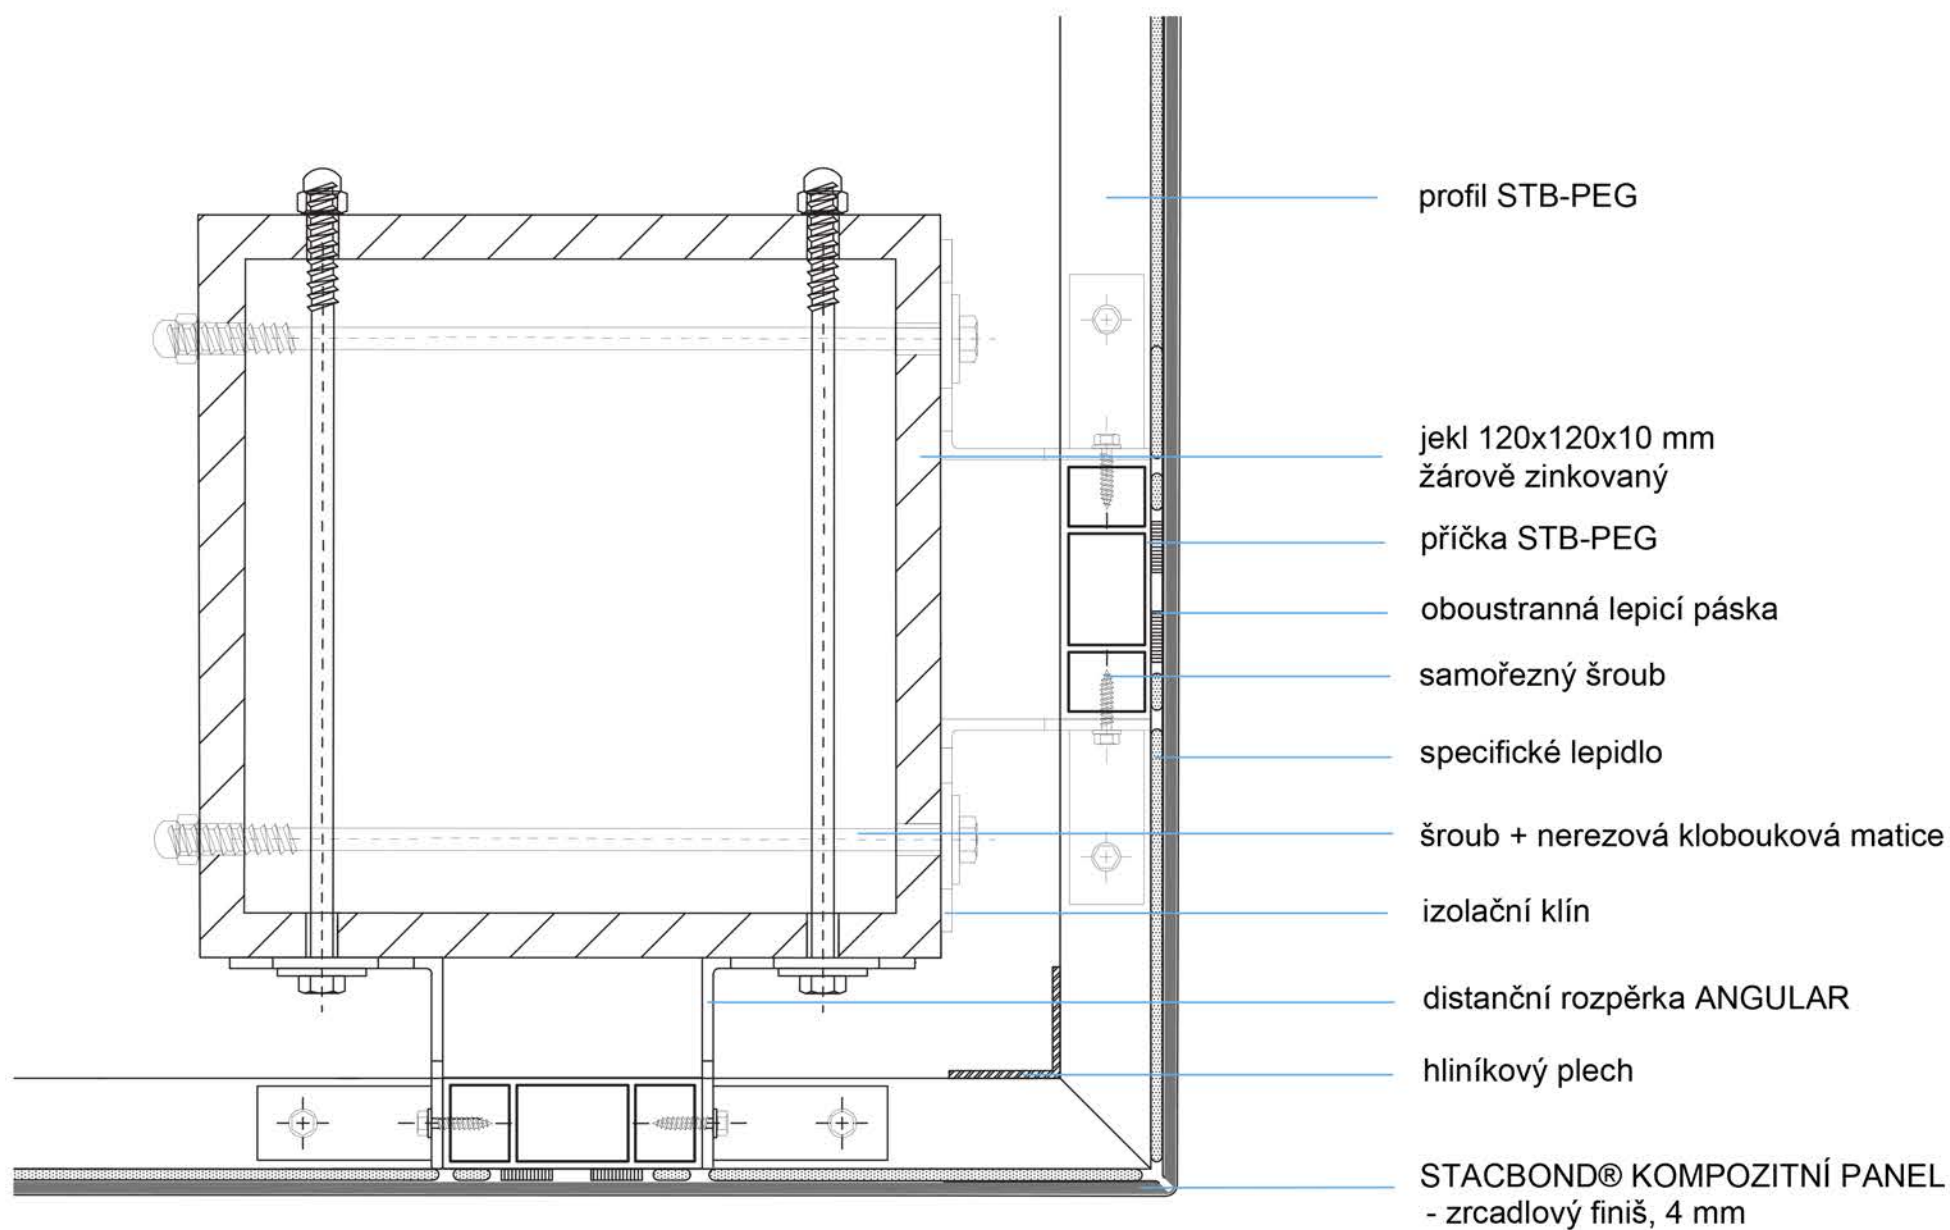 profil STB-PEG
jekl 120x120x10 mm
žárově zinkovaný
příčka STB-PEG
oboustranná lepicí páska
samořezný šroub
specifické lepidlo
šroub + nerezová klobouková matice
izolační klín
distanční rozpěrka ANGULAR
hliníkový plech
STACBOND® KOMPOZITNÍ PANEL
- zrcadlový finiš, 4 mm